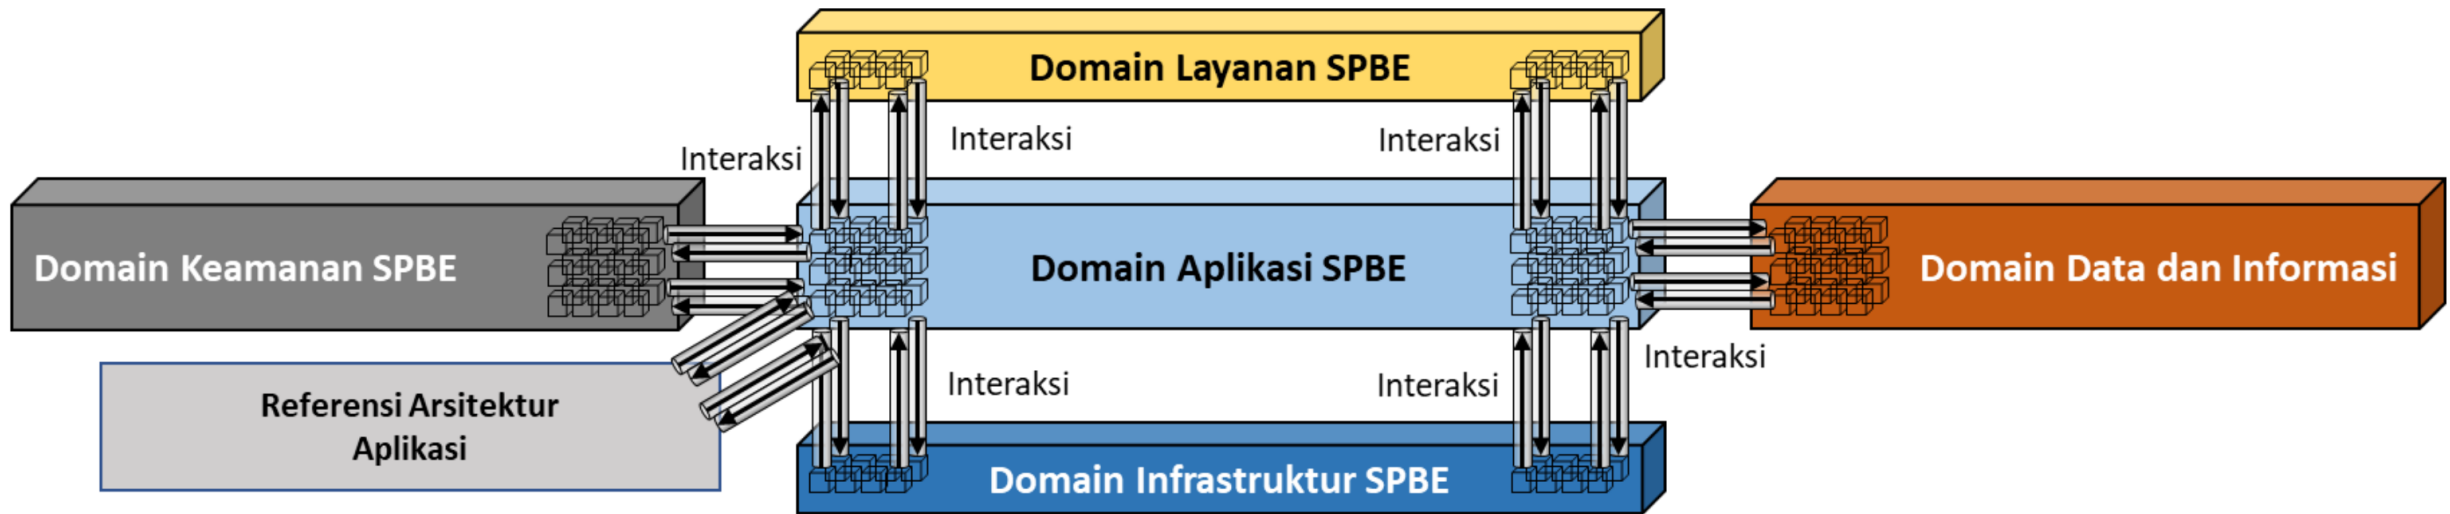 Domain Layanan SPBE
Interaksi
Interaksi
Interaksi
Domain Keamanan SPBE
Domain Aplikasi SPBE
Domain Data dan Informasi
Interaksi
Interaksi
Interaksi
Referensi Arsitektur
Aplikasi
Domain Infrastruktur SPBE